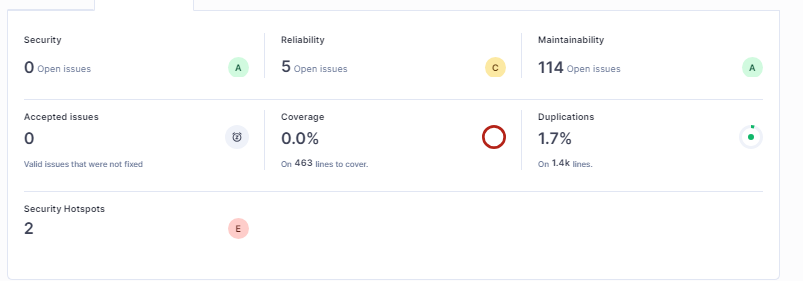 Security
0 Open issues
A
Reliability
5 Open issues
C
Maintainability
114 Open issues
A
Accepted issues
0
Valid issues that were not fixed
Coverage
0.0%
On 463 lines to cover.
Duplications
1.7%
On 1.4k lines.
Security Hotspots
2
E